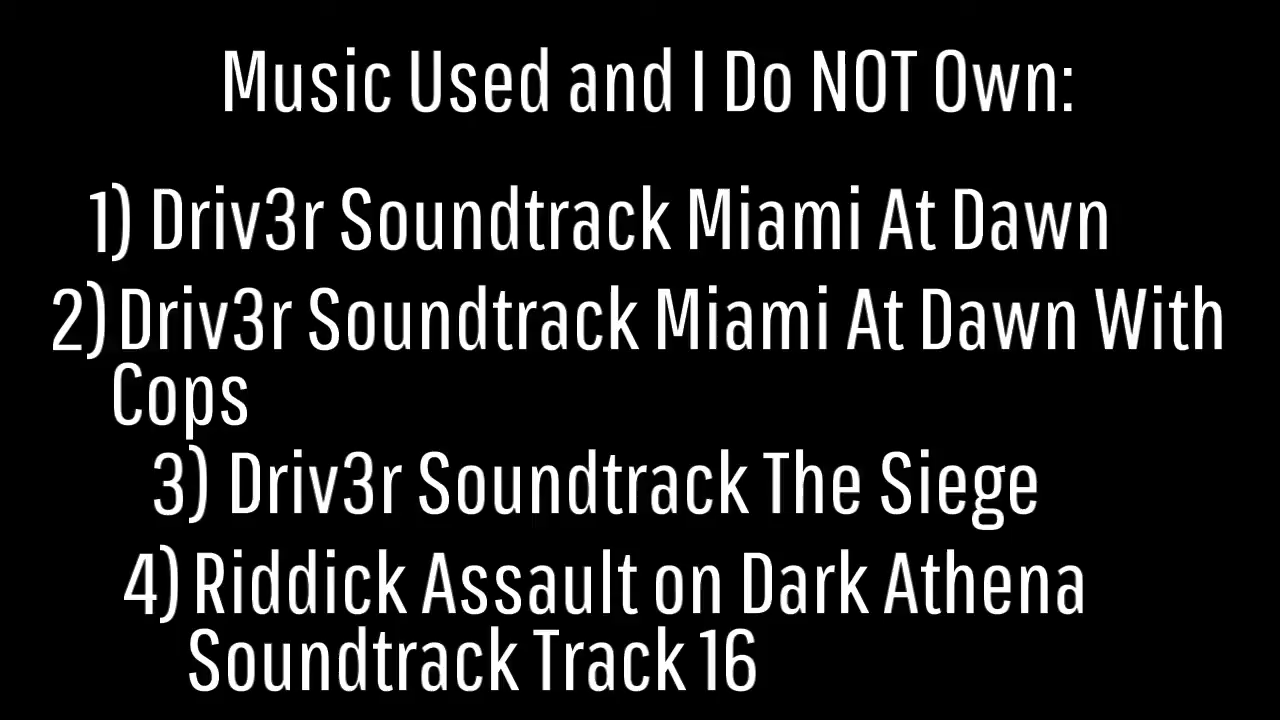 Music Used and I Do NOT Own:
1) Driv3r Soundtrack Miami At Dawn
2) Driv3r Soundtrack Miami At Dawn With
Cops
3) Driv3r Soundtrack The Siege
4) Riddick Assault on Dark Athena
Soundtrack Track 16